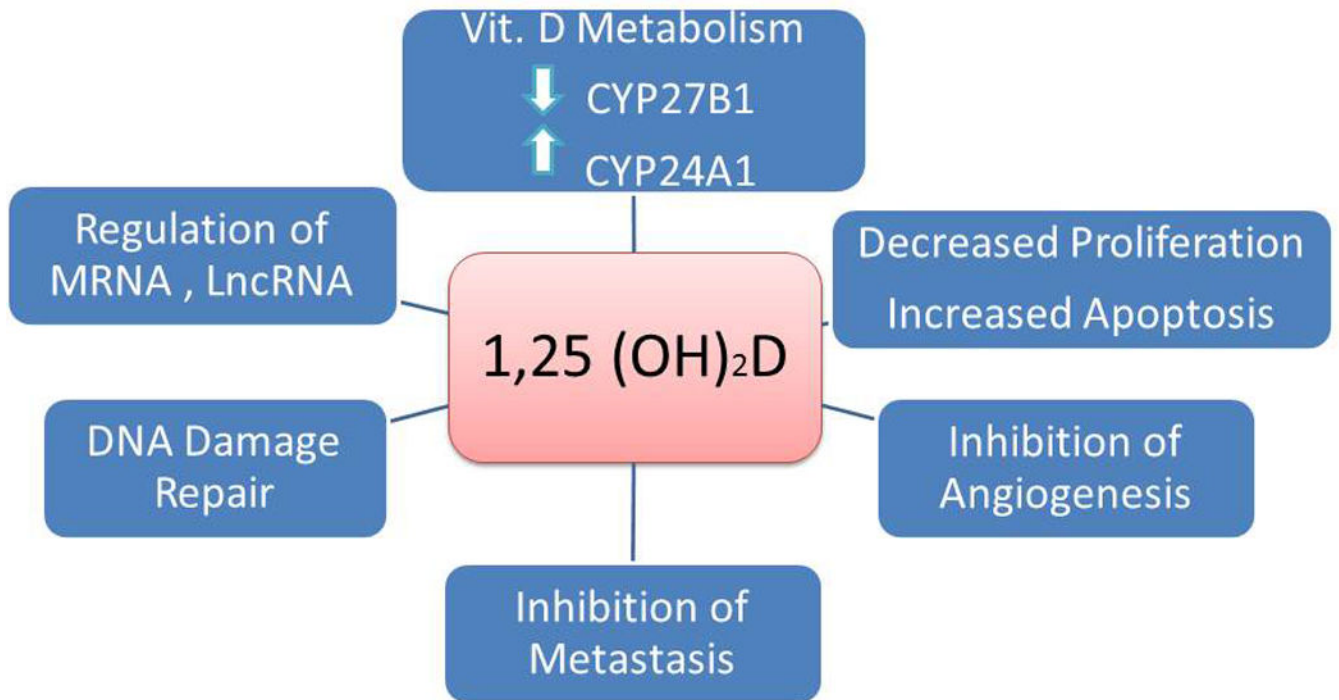 Vit. D Metabolism
CYP27B1
CYP24A1
Regulation of
MRNA , LncRNA
Decreased Proliferation
Increased Apoptosis
1,25 (OH)₂D
DNA Damage
Repair
Inhibition of
Angiogenesis
Inhibition of
Metastasis